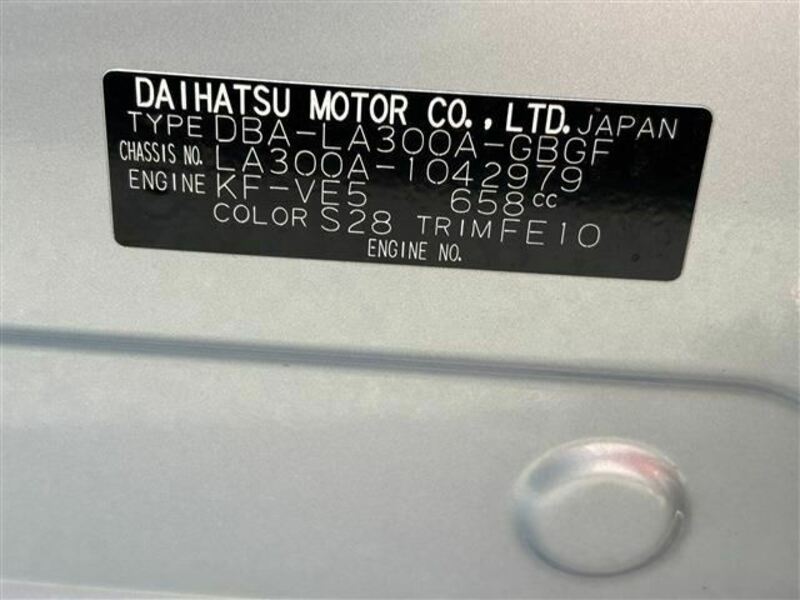 DAIHATSU MOTOR CO., LTD. JAPAN
TYPE DBA-LA300A-GBGF
CHASSIS NO. LA300A-1042979
ENGINE KF-VE5 658cc
COLOR S28 TRIM FE10
ENGINE NO.